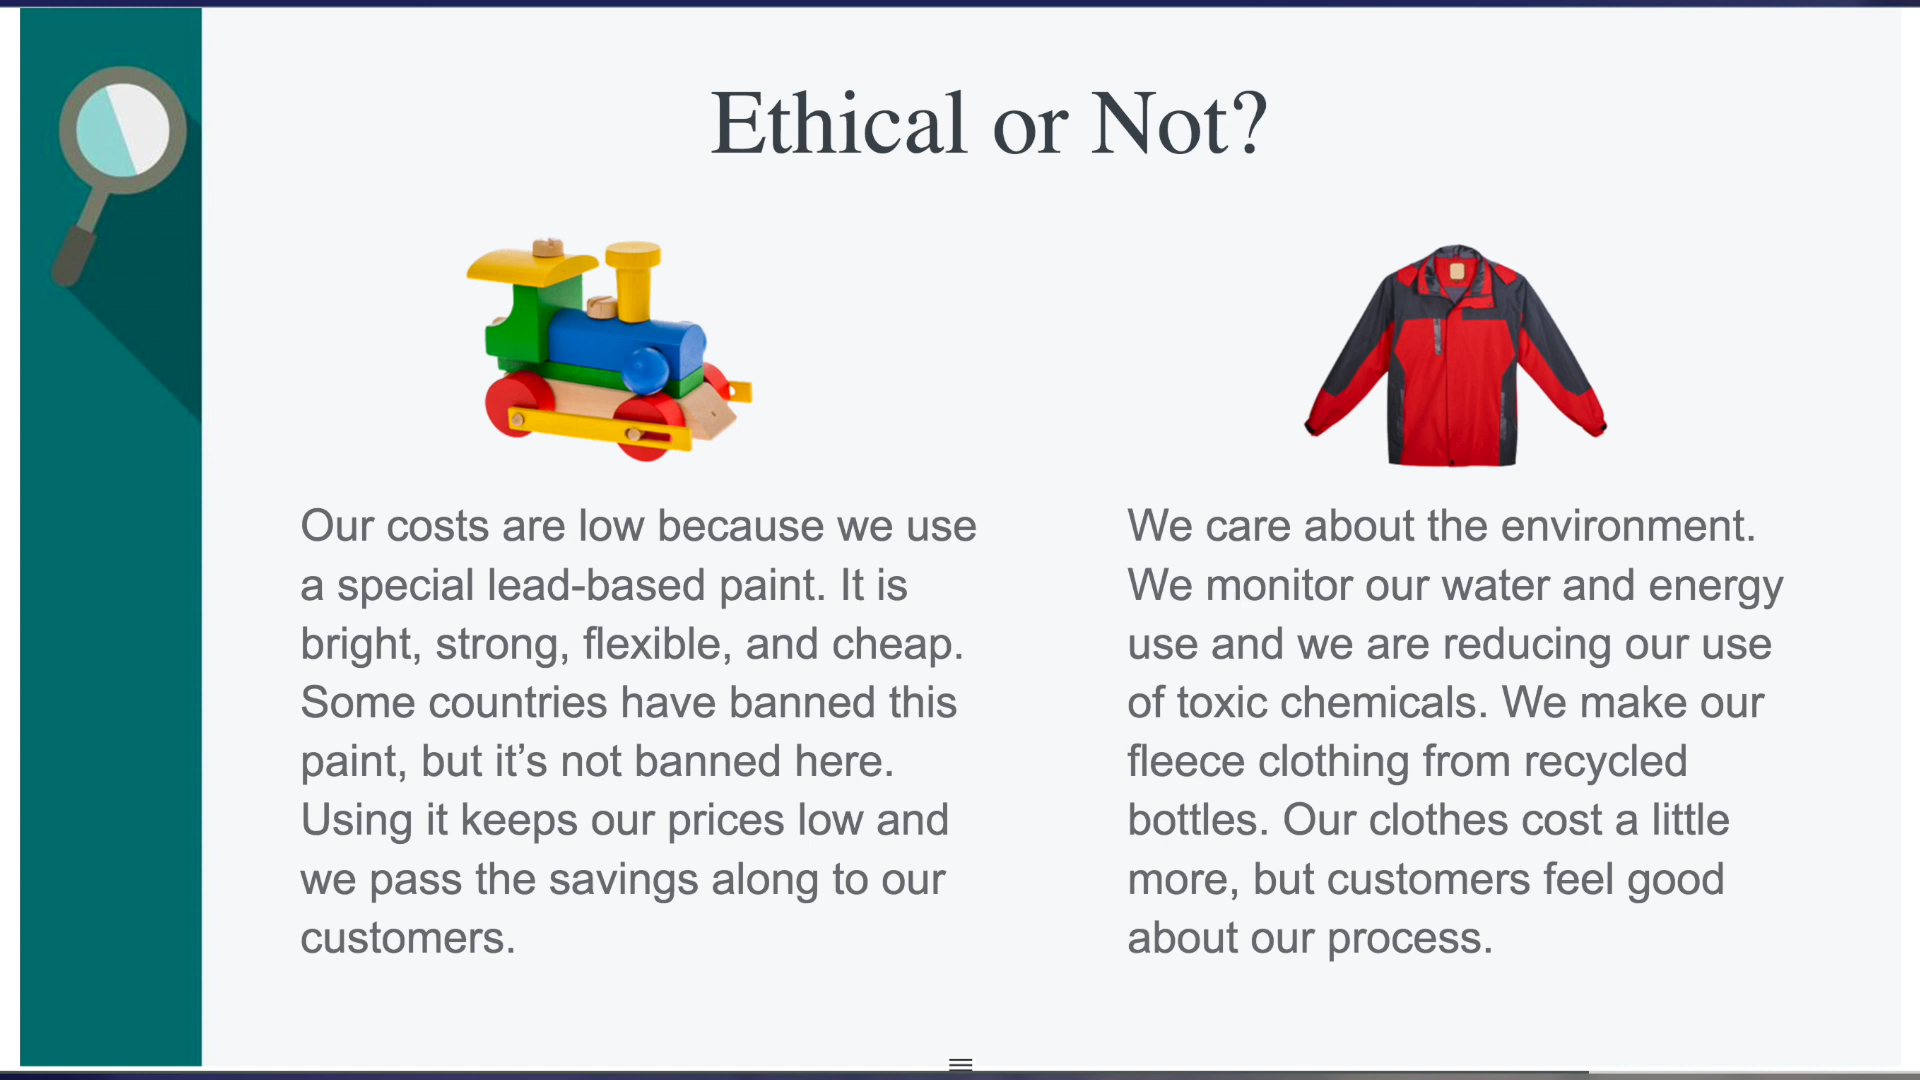 Ethical or Not?
Our costs are low because we use
a special lead-based paint. It is
bright, strong, flexible, and cheap.
Some countries have banned this
paint, but it’s not banned here.
Using it keeps our prices low and
we pass the savings along to our
customers.
We care about the environment.
We monitor our water and energy
use and we are reducing our use
of toxic chemicals. We make our
fleece clothing from recycled
bottles. Our clothes cost a little
more, but customers feel good
about our process.